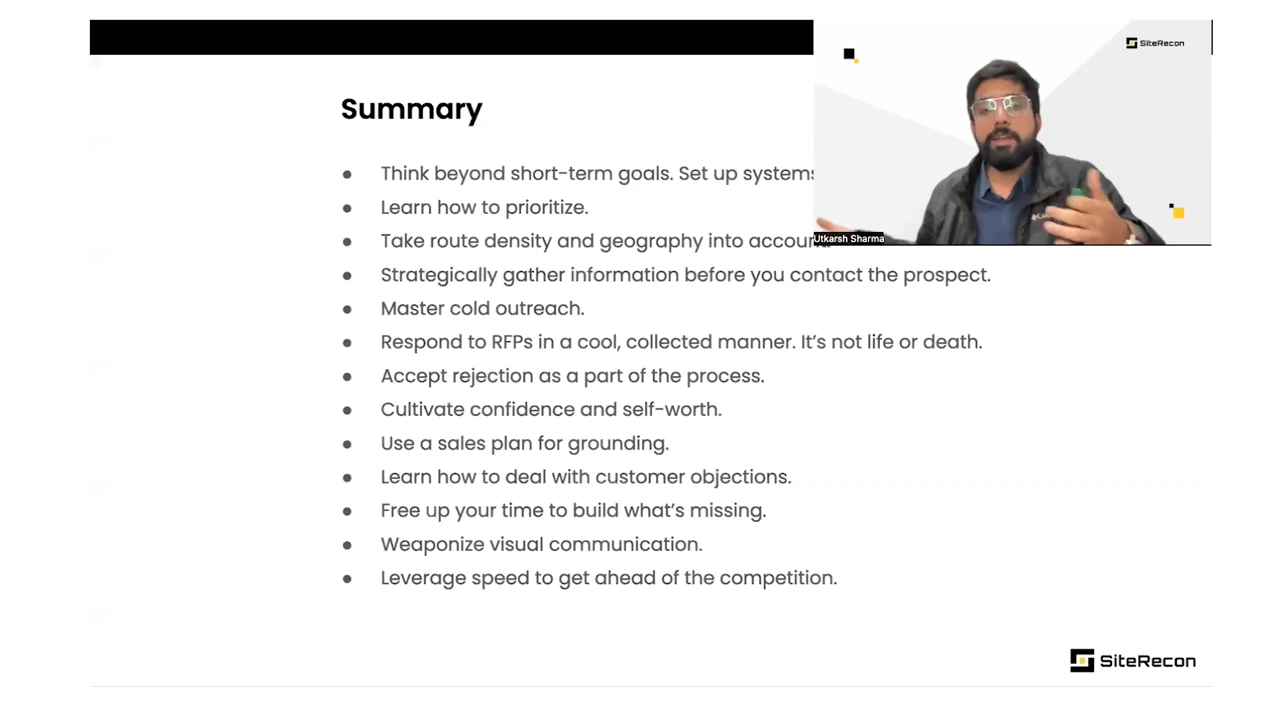 Summary
Think beyond short-term goals. Set up systems
Learn how to prioritize.
Take route density and geography into
Strategically gather information before you contact the prospect.
Master cold outreach.
Respond to RFPs in a cool, collected manner. It’s not life or death.
Accept rejection as a part of the process.
Cultivate confidence and self-worth.
Use a sales plan for grounding.
Learn how to deal with customer objections.
Free up your time to build what’s missing.
Weaponize visual communication.
Leverage speed to get ahead of the competition.
SiteRecon
Utkarsh Sharma
SiteRecon